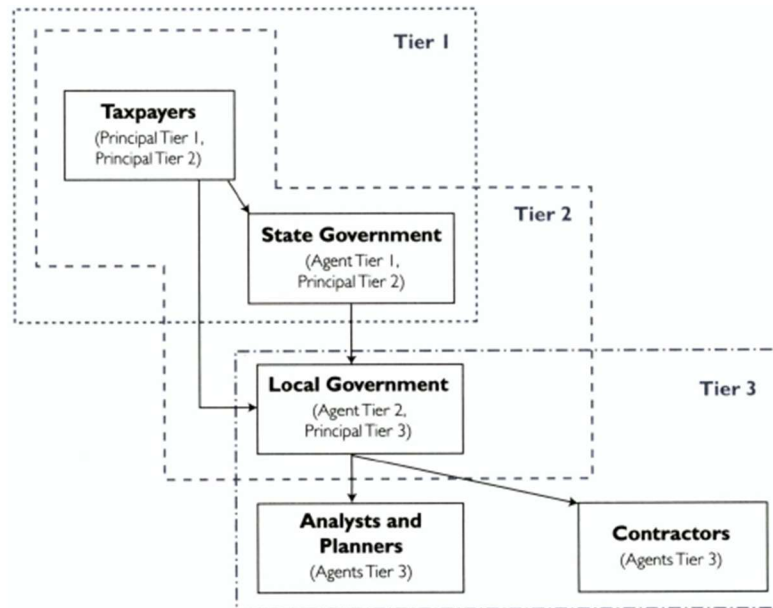 Tier 1
Taxpayers
(Principal Tier 1,
Principal Tier 2)
Tier 2
State Government
(Agent Tier 1,
Principal Tier 2)
Local Government
(Agent Tier 2,
Principal Tier 3)
Tier 3
Analysts and
Planners
(Agents Tier 3)
Contractors
(Agents Tier 3)